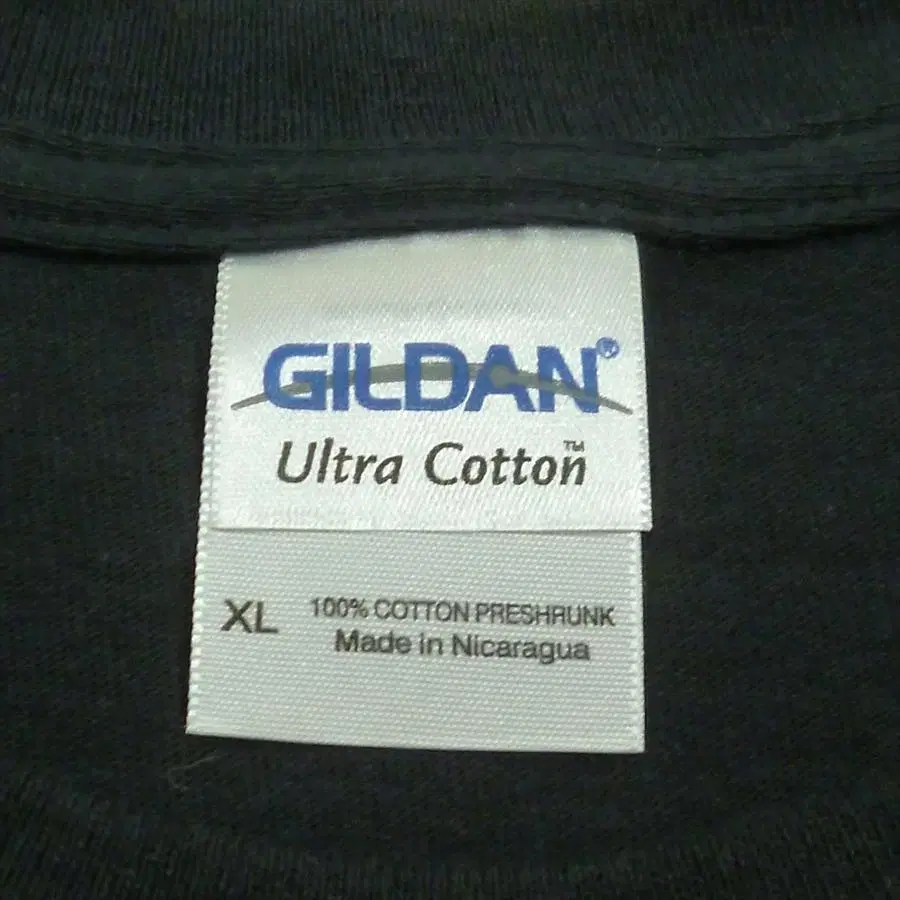 GILDAN®
Ultra Cotton™
XL 100% COTTON PRESHRUNK
Made in Nicaragua